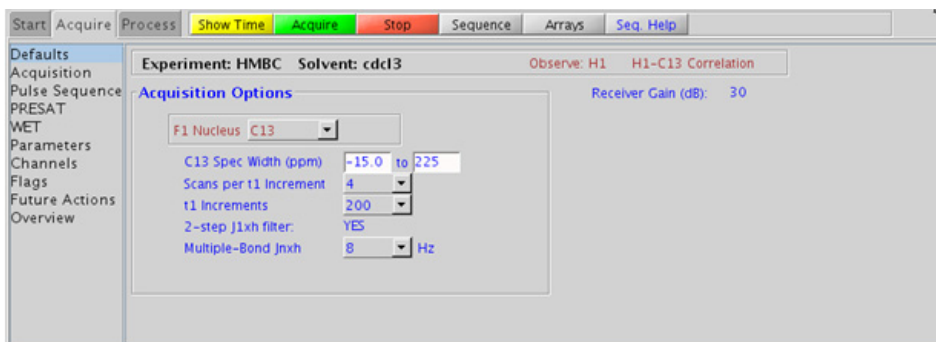 Start Acquire Process Show Time Acquire Stop Sequence Arrays Seq. Help
Defaults
Acquisition
Pulse Sequence
PRESAT
WET
Parameters
Channels
Flags
Future Actions
Overview
Experiment: HMBC Solvent: cdcl3 Observe: H1 H1-C13 Correlation
Acquisition Options
Receiver Gain (dB): 30
F1 Nucleus C13
C13 Spec Width (ppm) -15.0 to 225
Scans per t1 Increment 4
t1 Increments 200
2-step J1xh filter: YES
Multiple-Bond Jnxh 8 Hz